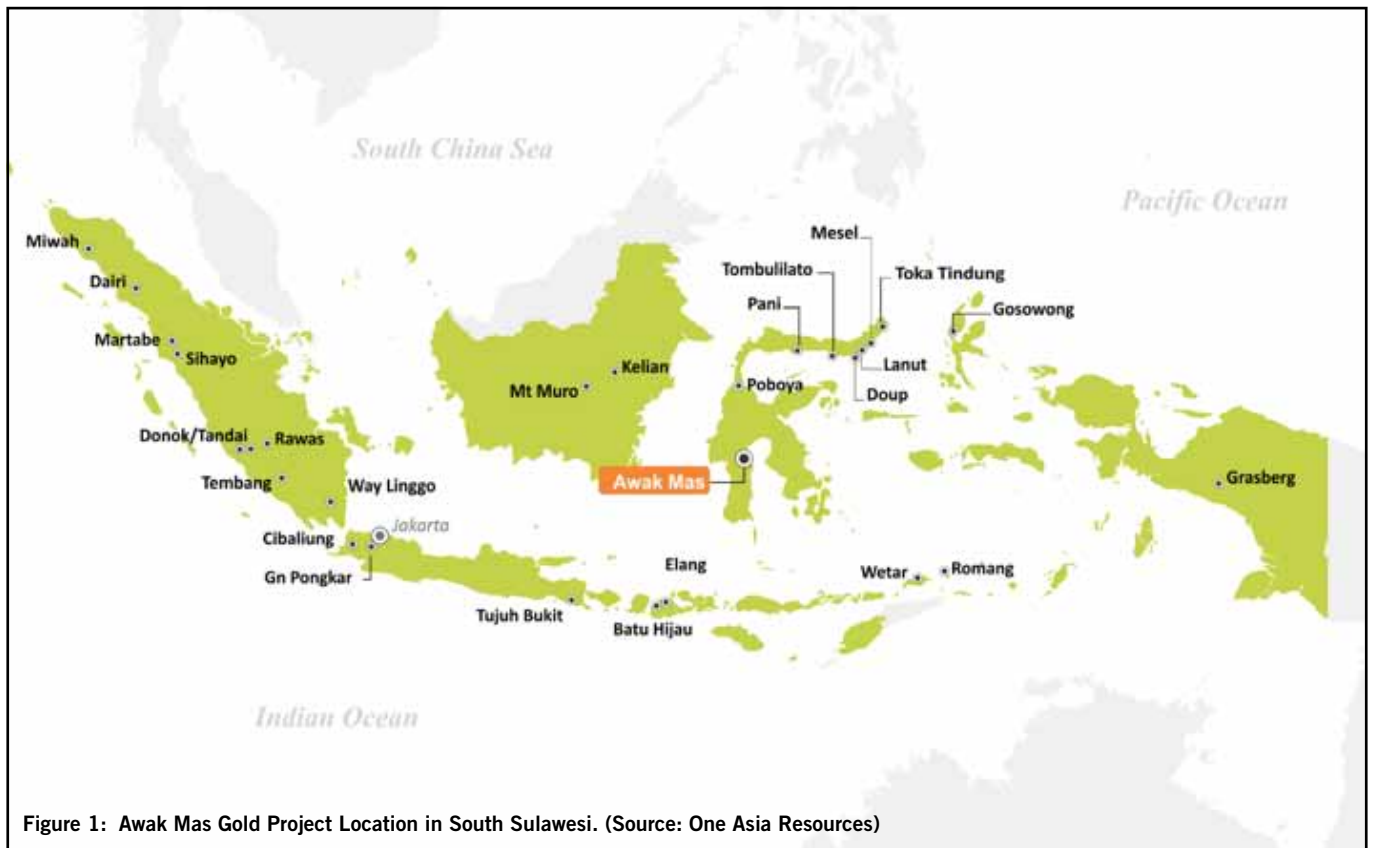 South China Sea
Pacific Ocean
Miwah
Mesel
Tombulilato
Toka Tindung
Dairi
Pani
Gosowong
Martabe
Sihayo
Kelian
Lanut
Mt Muro
Poboya
Doup
Donok/Tandai
Rawas
Awak Mas
Tembang
Way Linggo
Grasberg
Jakarta
Cibaliung
Elang
Wetar
Romang
Gn Pongkar
Tujuh Bukit
Batu Hijau
Indian Ocean
Figure 1: Awak Mas Gold Project Location in South Sulawesi. (Source: One Asia Resources)